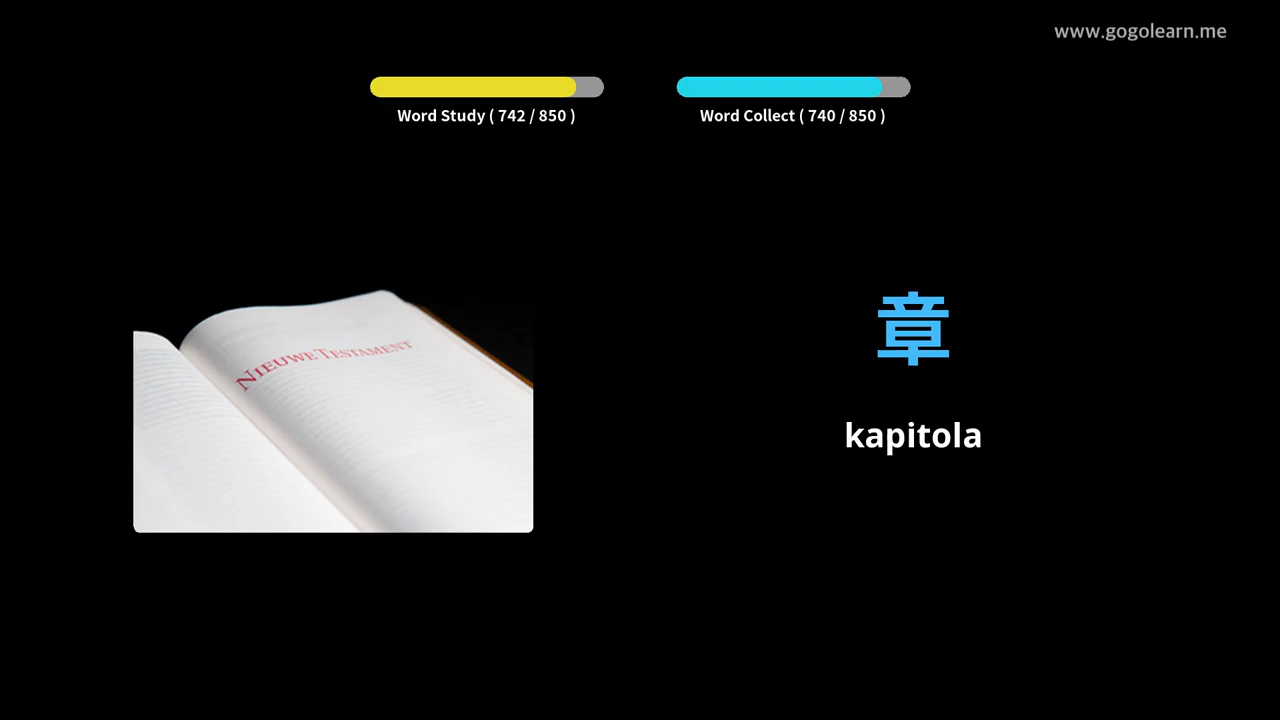 www.gogolearn.me
Word Study ( 742 / 850 )
Word Collect ( 740 / 850 )
NIEUWE TESTAMENT
章
kapitola